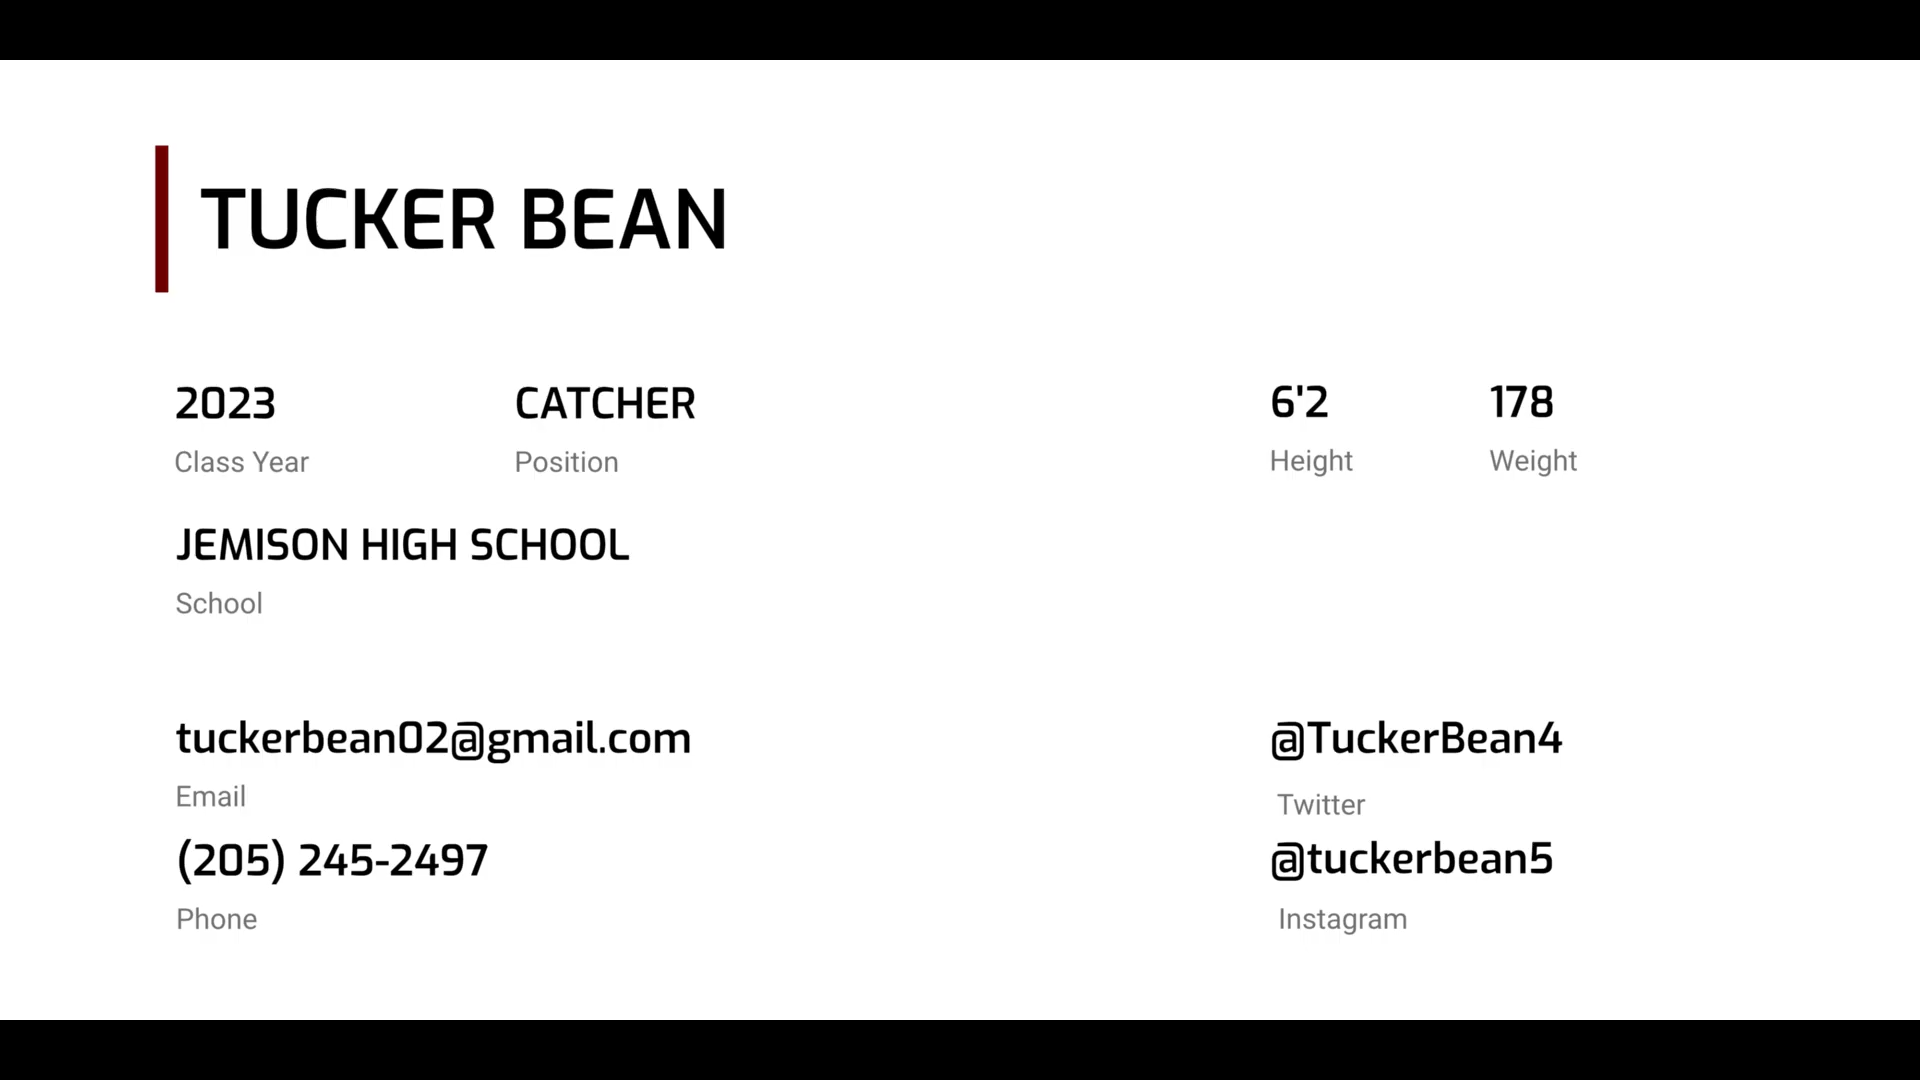 TUCKER BEAN
2023 CATCHER 6'2 178
Class Year Position Height Weight
JEMISON HIGH SCHOOL
School
tuckerbean02@gmail.com @TuckerBean4
Email Twitter
(205) 245-2497 @tuckerbean5
Phone Instagram